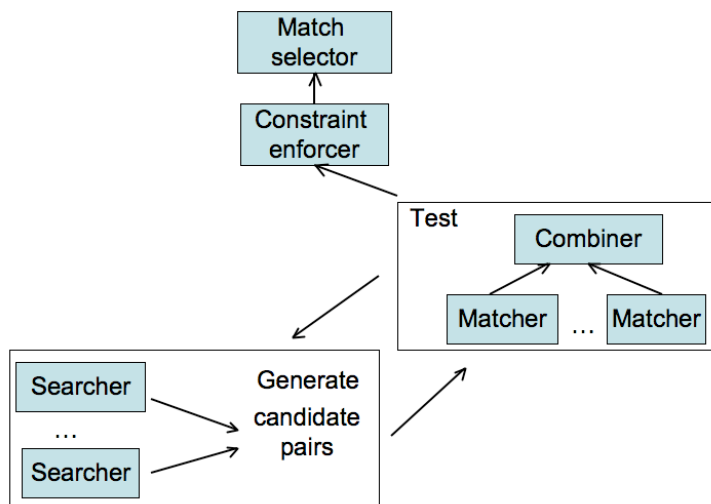 Match
selector
Constraint
enforcer
Test
Combiner
Matcher ... Matcher
Searcher
...
Searcher
Generate
candidate
pairs